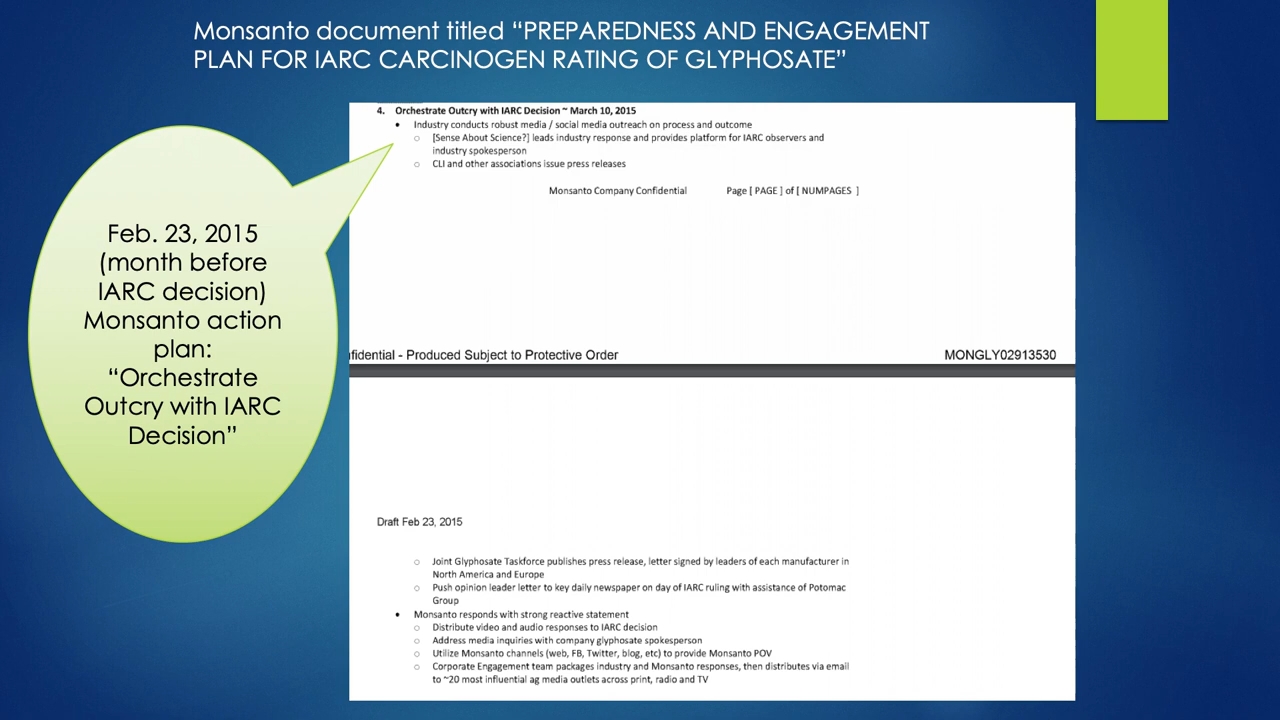 Monsanto document titled “PREPAREDNESS AND ENGAGEMENT
PLAN FOR IARC CARCINOGEN RATING OF GLYPHOSATE”
Feb. 23, 2015
(month before
IARC decision)
Monsanto action
plan:
“Orchestrate
Outcry with IARC
Decision”
4. Orchestrate Outcry with IARC Decision ~ March 10, 2015
• Industry conducts robust media / social media outreach on process and outcome
○ [Sense About Science?] leads industry response and provides platform for IARC observers and
industry spokesperson
○ CLI and other associations issue press releases
Monsanto Company Confidential Page [ PAGE ] of [ NUMPAGES ]
fidential - Produced Subject to Protective Order MONGLY02913530
Draft Feb 23, 2015
○ Joint Glyphosate Taskforce publishes press release, letter signed by leaders of each manufacturer in
North America and Europe
○ Push opinion leader letter to key daily newspaper on day of IARC ruling with assistance of Potomac
Group
• Monsanto responds with strong reactive statement
○ Distribute video and audio responses to IARC decision
○ Address media inquiries with company glyphosate spokesperson
○ Utilize Monsanto channels (web, FB, Twitter, blog, etc) to provide Monsanto POV
○ Corporate Engagement team packages industry and Monsanto responses, then distributes via email
to ~20 most influential ag media outlets across print, radio and TV